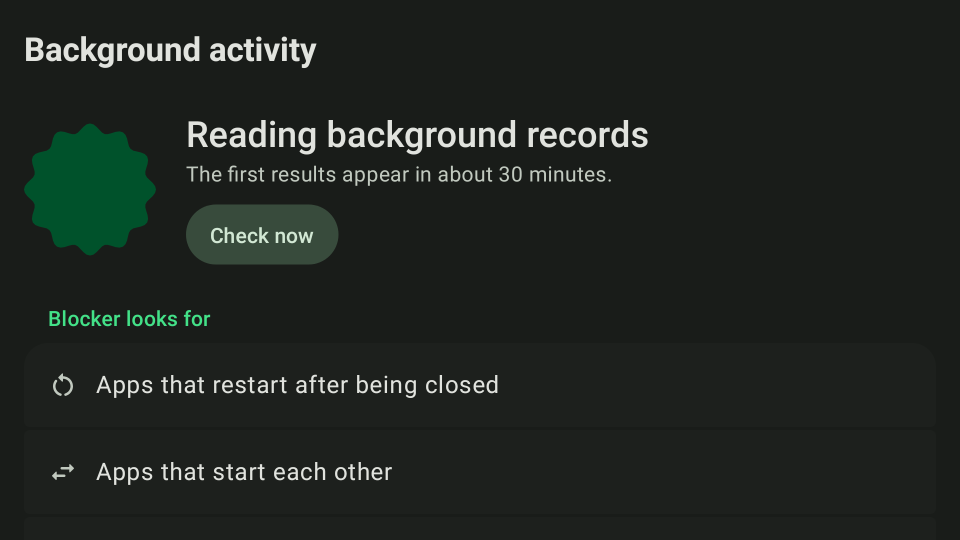 Background activity
Reading background records
The first results appear in about 30 minutes.
Check now
Blocker looks for
Apps that restart after being closed
Apps that start each other